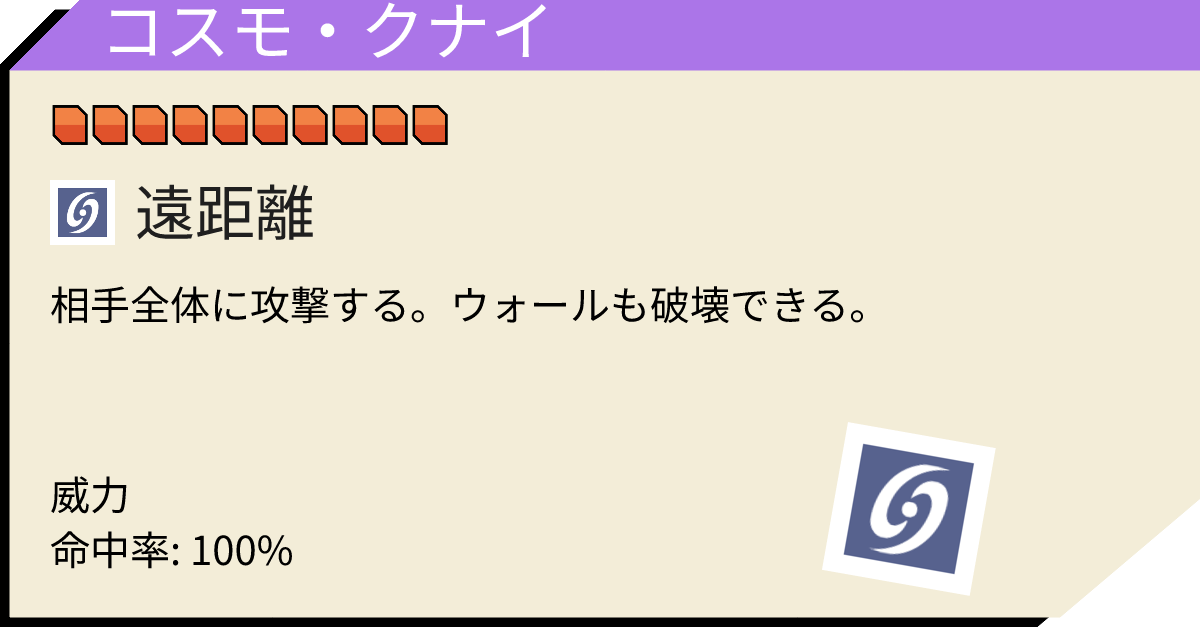 コスモ・クナイ
遠距離
相手全体に攻撃する。ウォールも破壊できる。
威力
命中率: 100%